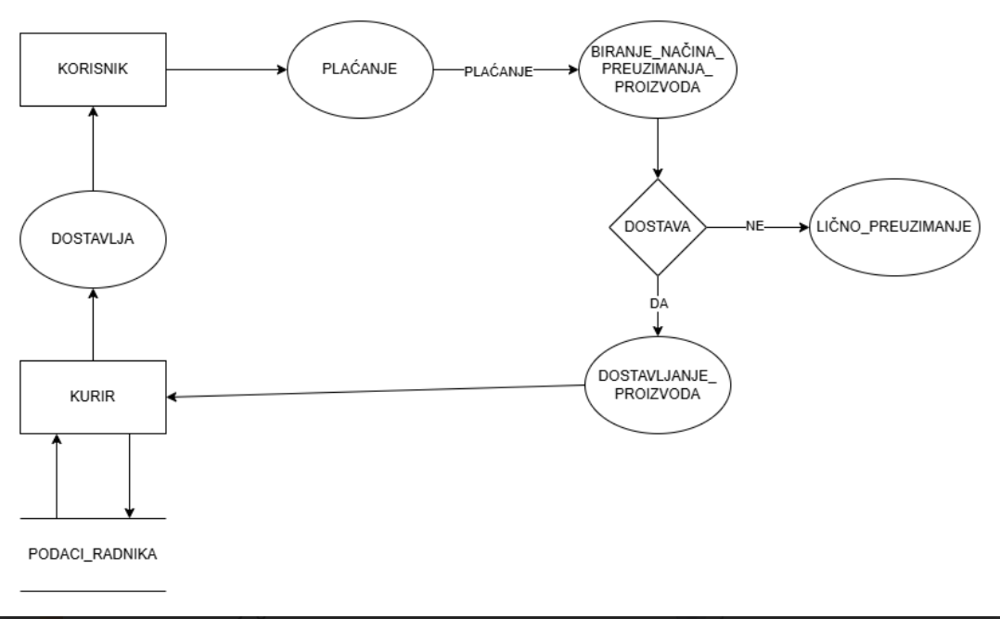 KORISNIK
PLAĆANJE
PLAĆANJE
BIRANJE_NAČINA_
PREUZIMANJA_
PROIZVODA
DOSTAVA
NE
LIČNO_PREUZIMANJE
DOSTAVLJA
DA
DOSTAVLJANJE_
PROIZVODA
KURIR
PODACI_RADNIKA